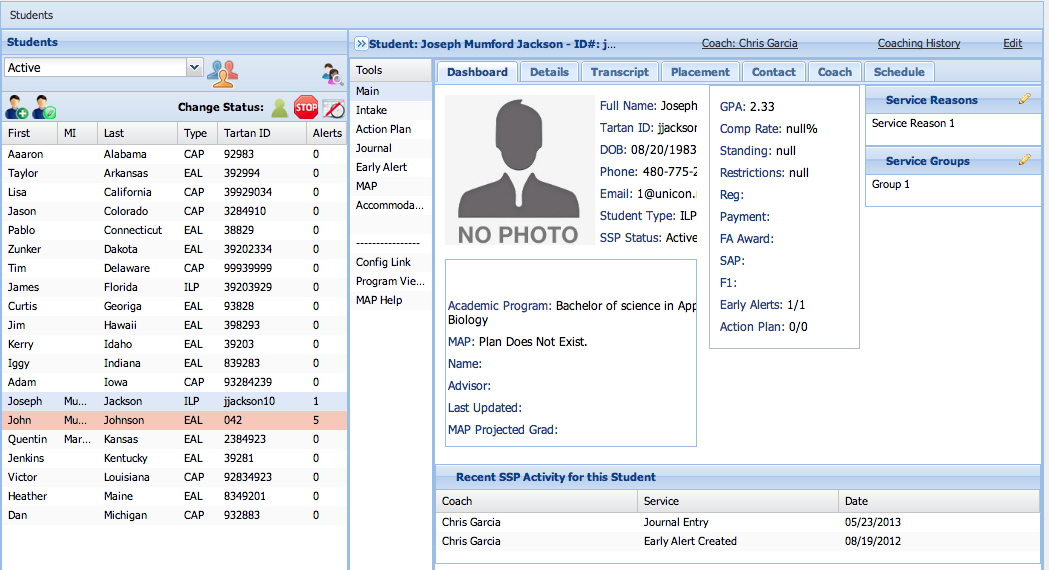 Students
Students
Active
Change Status: STOP
First MI Last Type Tartan ID Alerts
Aaaron Alabama CAP 92983 0
Taylor Arkansas EAL 392994 0
Lisa California CAP 39929034 0
Jason Colorado CAP 3284910 0
Pablo Connecticut EAL 38829 0
Zunker Dakota EAL 39202334 0
Tim Delaware CAP 99939999 0
James Florida ILP 39203929 0
Curtis Georiga EAL 93828 0
Jim Hawaii EAL 398293 0
Kerry Idaho EAL 39203 0
Iggy Indiana EAL 839283 0
Adam Iowa CAP 93284239 0
Joseph Mu... Jackson ILP jjackson10 1
John Mu... Johnson EAL 042 5
Quentin Mar... Kansas EAL 2384923 0
Jenkins Kentucky EAL 39281 0
Victor Louisiana CAP 92834923 0
Heather Maine EAL 8349201 0
Dan Michigan CAP 932883 0
Student: Joseph Mumford Jackson - ID#: j...
Coach: Chris Garcia
Coaching History
Edit
Tools
Main
Intake
Action Plan
Journal
Early Alert
MAP
Accommoda...
----------------
Config Link
Program Vie...
MAP Help
Dashboard Details Transcript Placement Contact Coach Schedule
NO PHOTO
Full Name: Joseph
Tartan ID: jjackson
DOB: 08/20/1983
Phone: 480-775-2
Email: 1@unicon.
Student Type: ILP
SSP Status: Active
GPA: 2.33
Comp Rate: null%
Standing: null
Restrictions: null
Reg:
Payment:
FA Award:
SAP:
F1:
Early Alerts: 1/1
Action Plan: 0/0
Service Reasons
Service Reason 1
Service Groups
Group 1
Academic Program: Bachelor of science in App
Biology
MAP: Plan Does Not Exist.
Name:
Advisor:
Last Updated:
MAP Projected Grad:
Recent SSP Activity for this Student
Coach Service Date
Chris Garcia Journal Entry 05/23/2013
Chris Garcia Early Alert Created 08/19/2012